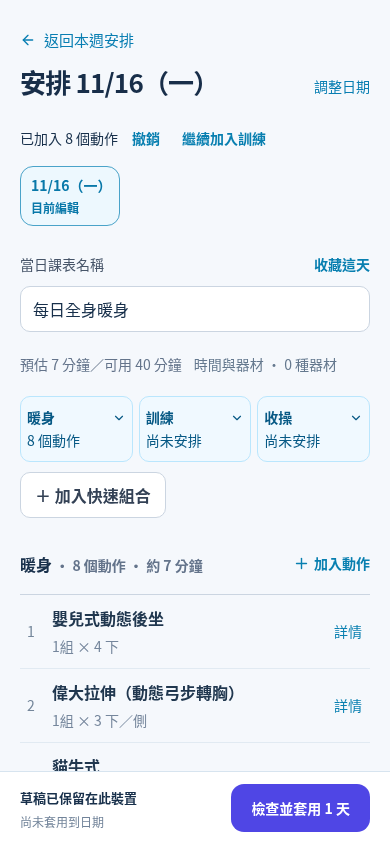 ← 返回本週安排
安排 11/16（一）
調整日期
已加入 8 個動作 撤銷 繼續加入訓練
11/16（一）
目前編輯
當日課表名稱
收藏這天
每日全身暖身
預估 7 分鐘／可用 40 分鐘 時間與器材 · 0 種器材
暖身
8 個動作
訓練
尚未安排
收操
尚未安排
＋ 加入快速組合
暖身 · 8 個動作 · 約 7 分鐘
＋ 加入動作
1
嬰兒式動態後坐
1組 × 4 下
詳情
2
偉大拉伸（動態弓步轉胸）
1組 × 3 下／側
詳情
貓牛式
草稿已保留在此裝置
尚未套用到日期
檢查並套用 1 天